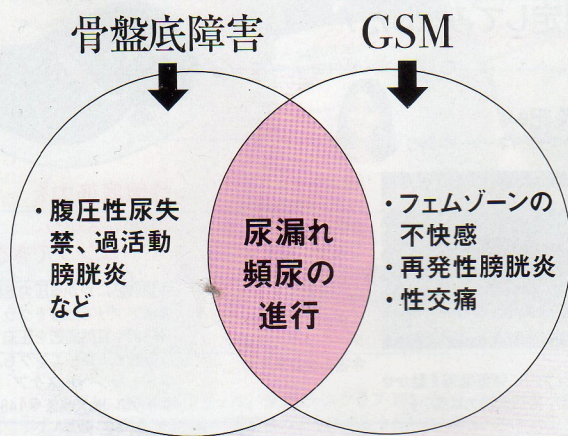 骨盤底障害
GSM
・腹圧性尿失
禁、過活動
膀胱炎
など
尿漏れ
頻尿の
進行
・フェムゾーンの
不快感
・再発性膀胱炎
・性交痛